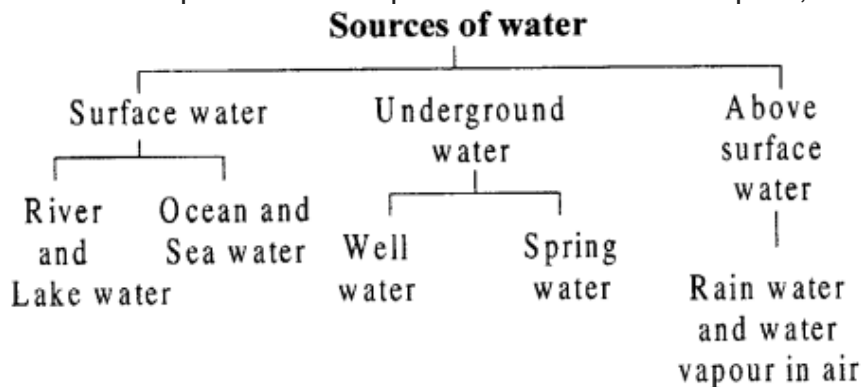 Sources of water
Surface water
Underground
water
Above
surface
water
River
and
Lake water
Ocean and
Sea water
Well
water
Spring
water
Rain water
and water
vapour in air